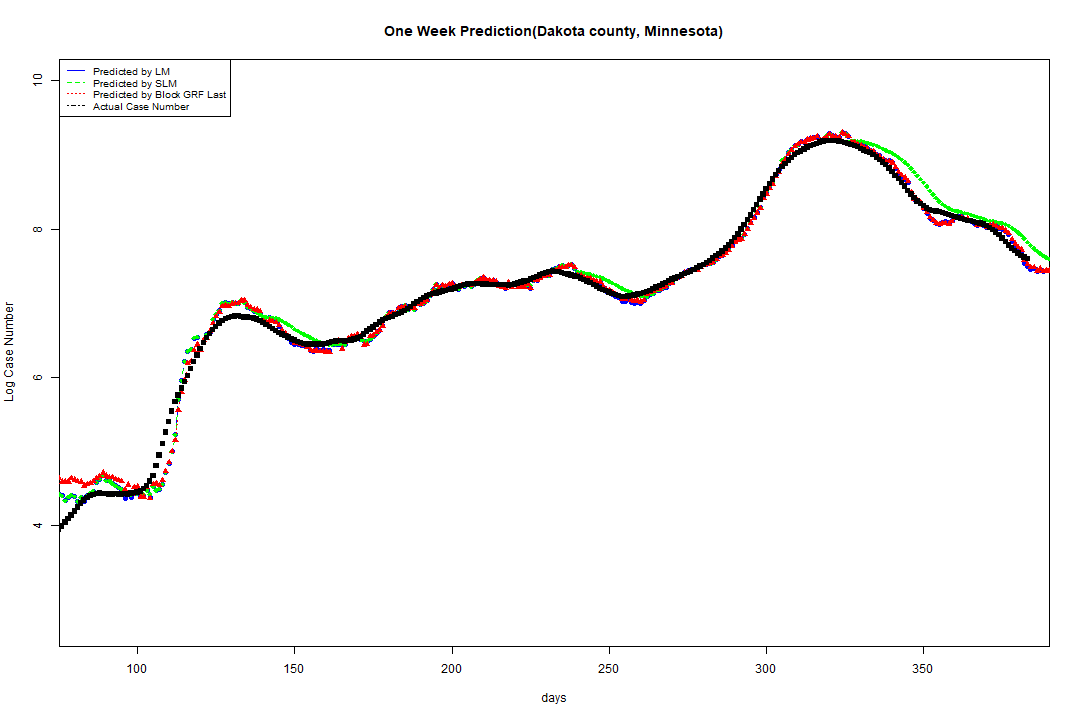 One Week Prediction(Dakota county, Minnesota)
Predicted by LM
Predicted by SLM
Predicted by Block GRF Last
Actual Case Number
10
8
6
4
Log Case Number
100 150 200 250 300 350
days